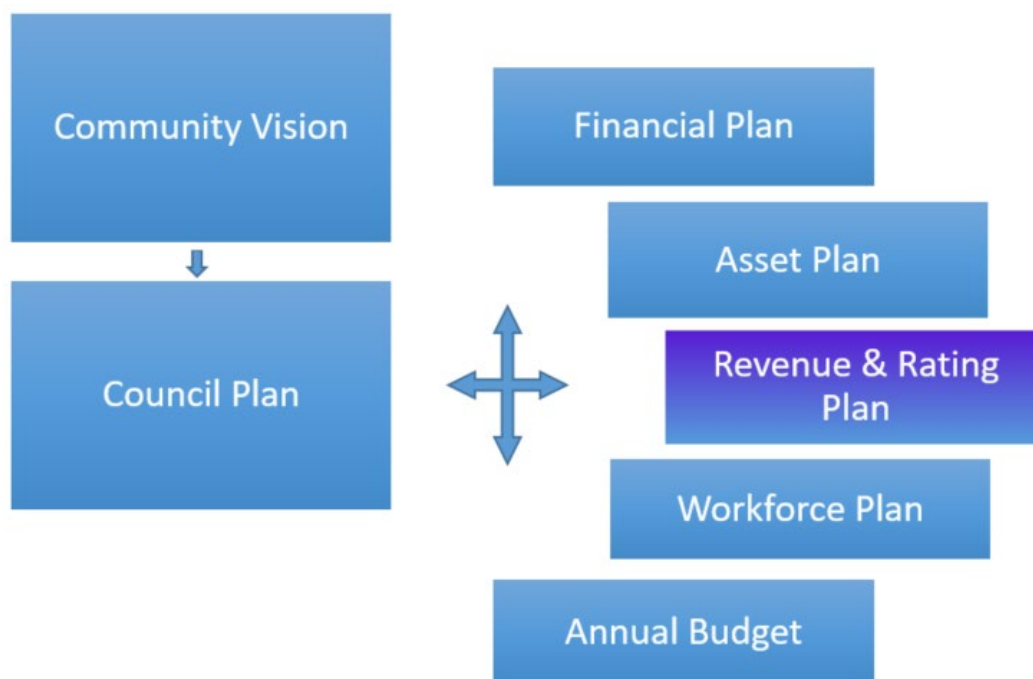 Community Vision
Council Plan
Financial Plan
Asset Plan
Revenue & Rating
Plan
Workforce Plan
Annual Budget